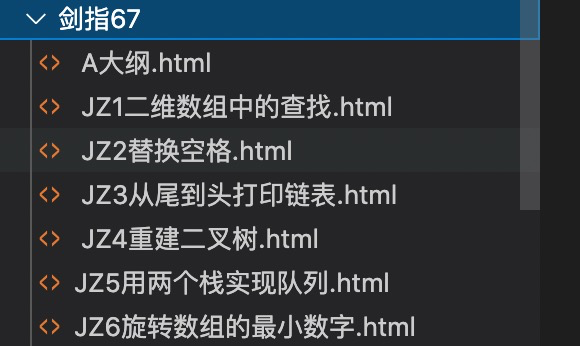 剑指67
A大纲.html
JZ1二维数组中的查找.html
JZ2替换空格.html
JZ3从尾到头打印链表.html
JZ4重建二叉树.html
JZ5用两个栈实现队列.html
JZ6旋转数组的最小数字.html